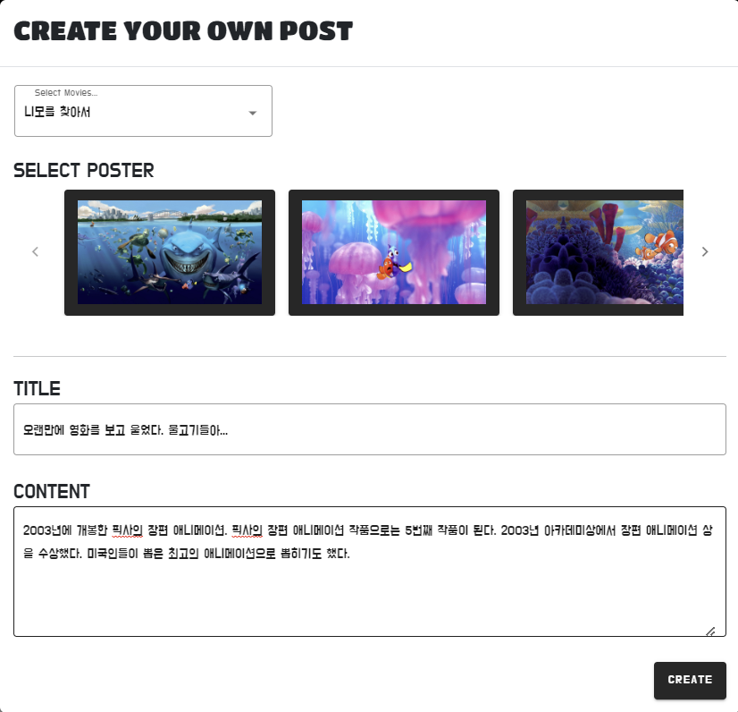 CREATE YOUR OWN POST
Select Movies...
니모를 찾아서
SELECT POSTER
TITLE
오랜만에 영화를 보고 울었다. 물고기들아...
CONTENT
2003년에 개봉한 픽사의 장편 애니메이션. 픽사의 장편 애니메이션 작품으로는 5번째 작품이 된다. 2003년 아카데미상에서 장편 애니메이션 상
을 수상했다. 미국인들이 뽑은 최고의 애니메이션으로 뽑히기도 했다.
CREATE